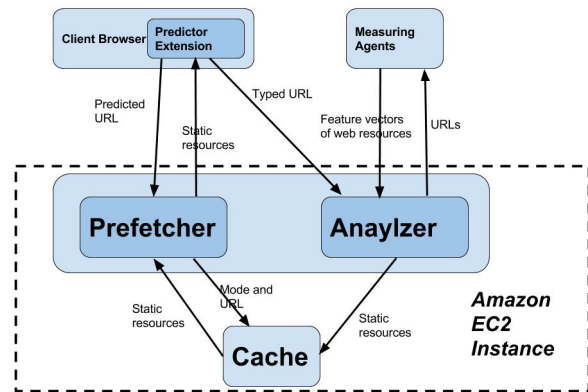 Client Browser
Predictor
Extension
Measuring
Agents
Predicted
URL
Static
resources
Typed URL
Feature vectors
of web resources
URLs
Prefetcher
Anaylzer
Mode and
URL
Static
resources
Static
resources
Cache
Amazon
EC2
Instance